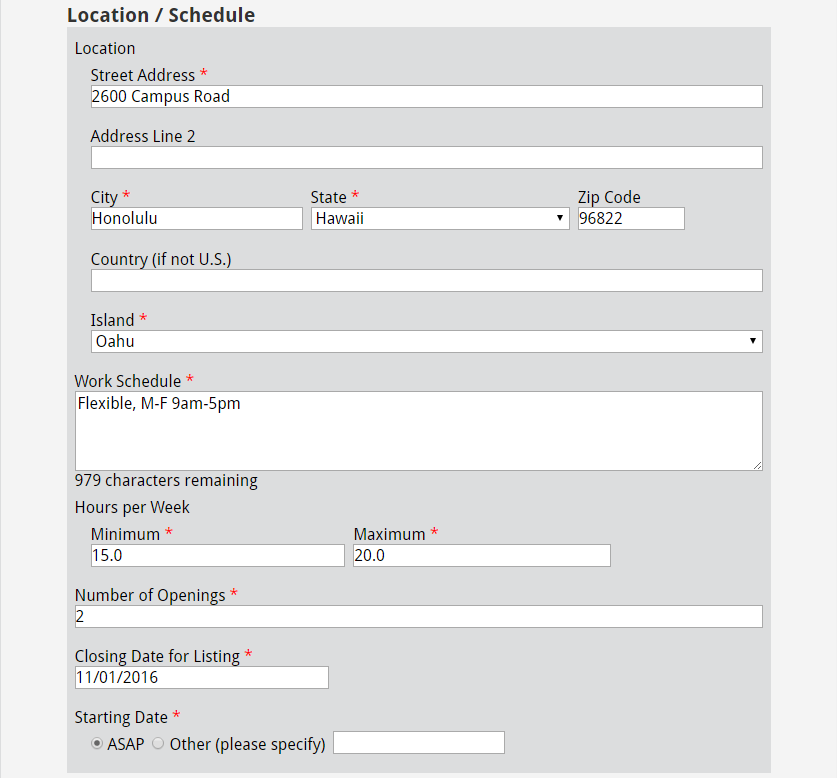 Location / Schedule
Location
Street Address *
2600 Campus Road
Address Line 2
City * State * Zip Code
Honolulu Hawaii 96822
Country (if not U.S.)
Island *
Oahu
Work Schedule *
Flexible, M-F 9am-5pm
979 characters remaining
Hours per Week
Minimum * Maximum *
15.0 20.0
Number of Openings *
2
Closing Date for Listing *
11/01/2016
Starting Date *
ASAP Other (please specify)